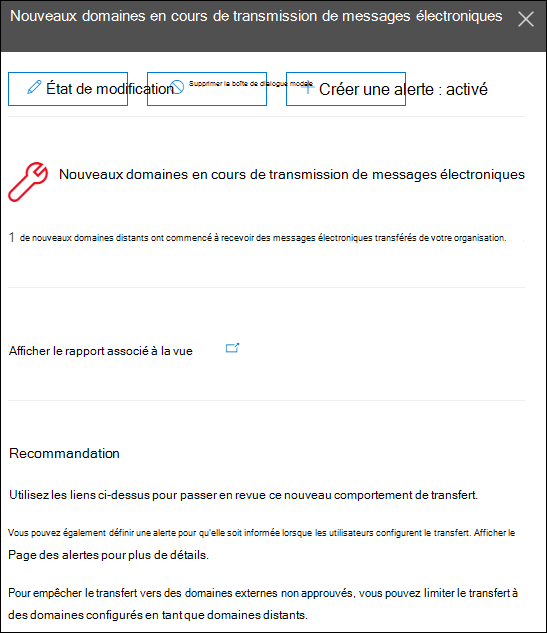 Nouveaux domaines en cours de transmission de messages électroniques
État de modification
Supprimer la boîte de dialogue modale
Créer une alerte : activé
Nouveaux domaines en cours de transmission de messages électroniques
1 de nouveaux domaines distants ont commencé à recevoir des messages électroniques transférés de votre organisation.
Afficher le rapport associé à la vue
Recommandation
Utilisez les liens ci-dessus pour passer en revue ce nouveau comportement de transfert.
Vous pouvez également définir une alerte pour qu'elle soit informée lorsque les utilisateurs configurent le transfert. Afficher le
Page des alertes pour plus de détails.
Pour empêcher le transfert vers des domaines externes non approuvés, vous pouvez limiter le transfert à
des domaines configurés en tant que domaines distants.